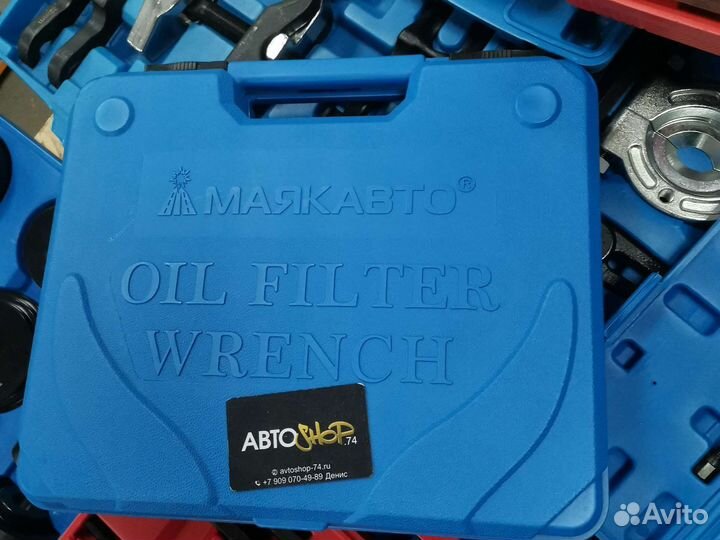 МАЯКАВТО®
OIL FILTER
WRENCH
АВТОSHOP.74
© avtoshop-74.ru
+7 909 070-49-89 Денис
Avito